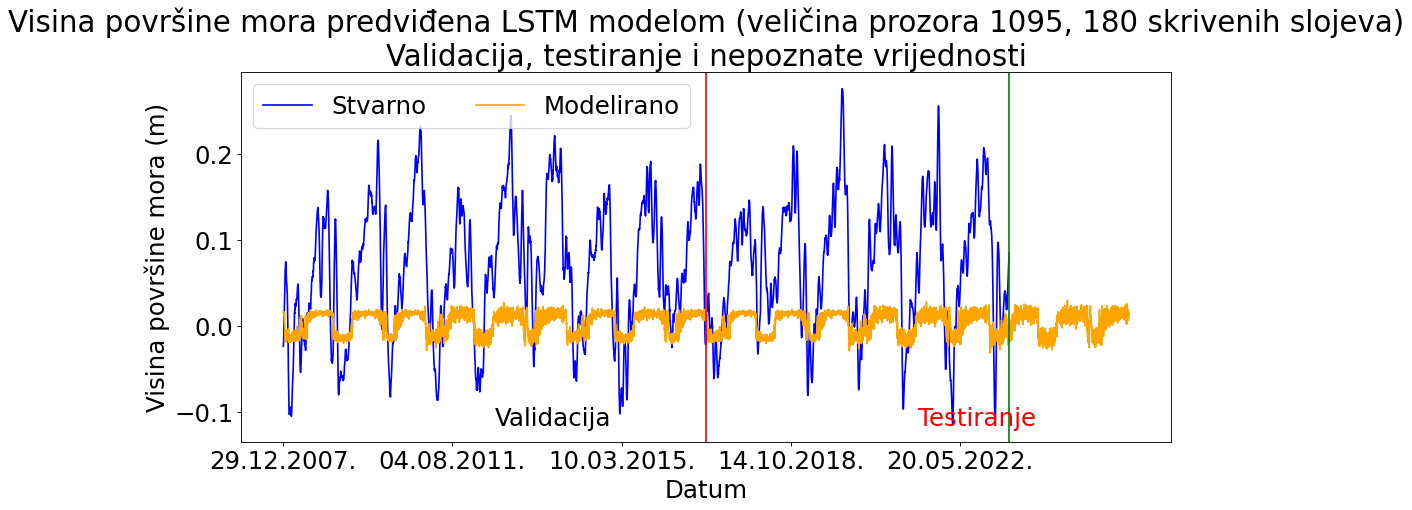 Visina površine mora predviđena LSTM modelom (veličina prozora 1095, 180 skrivenih slojeva)
Validacija, testiranje i nepoznate vrijednosti
Stvarno Modelirano
Visina površine mora (m)
0.2
0.1
0.0
−0.1
Validacija Testiranje
29.12.2007. 04.08.2011. 10.03.2015. 14.10.2018. 20.05.2022.
Datum